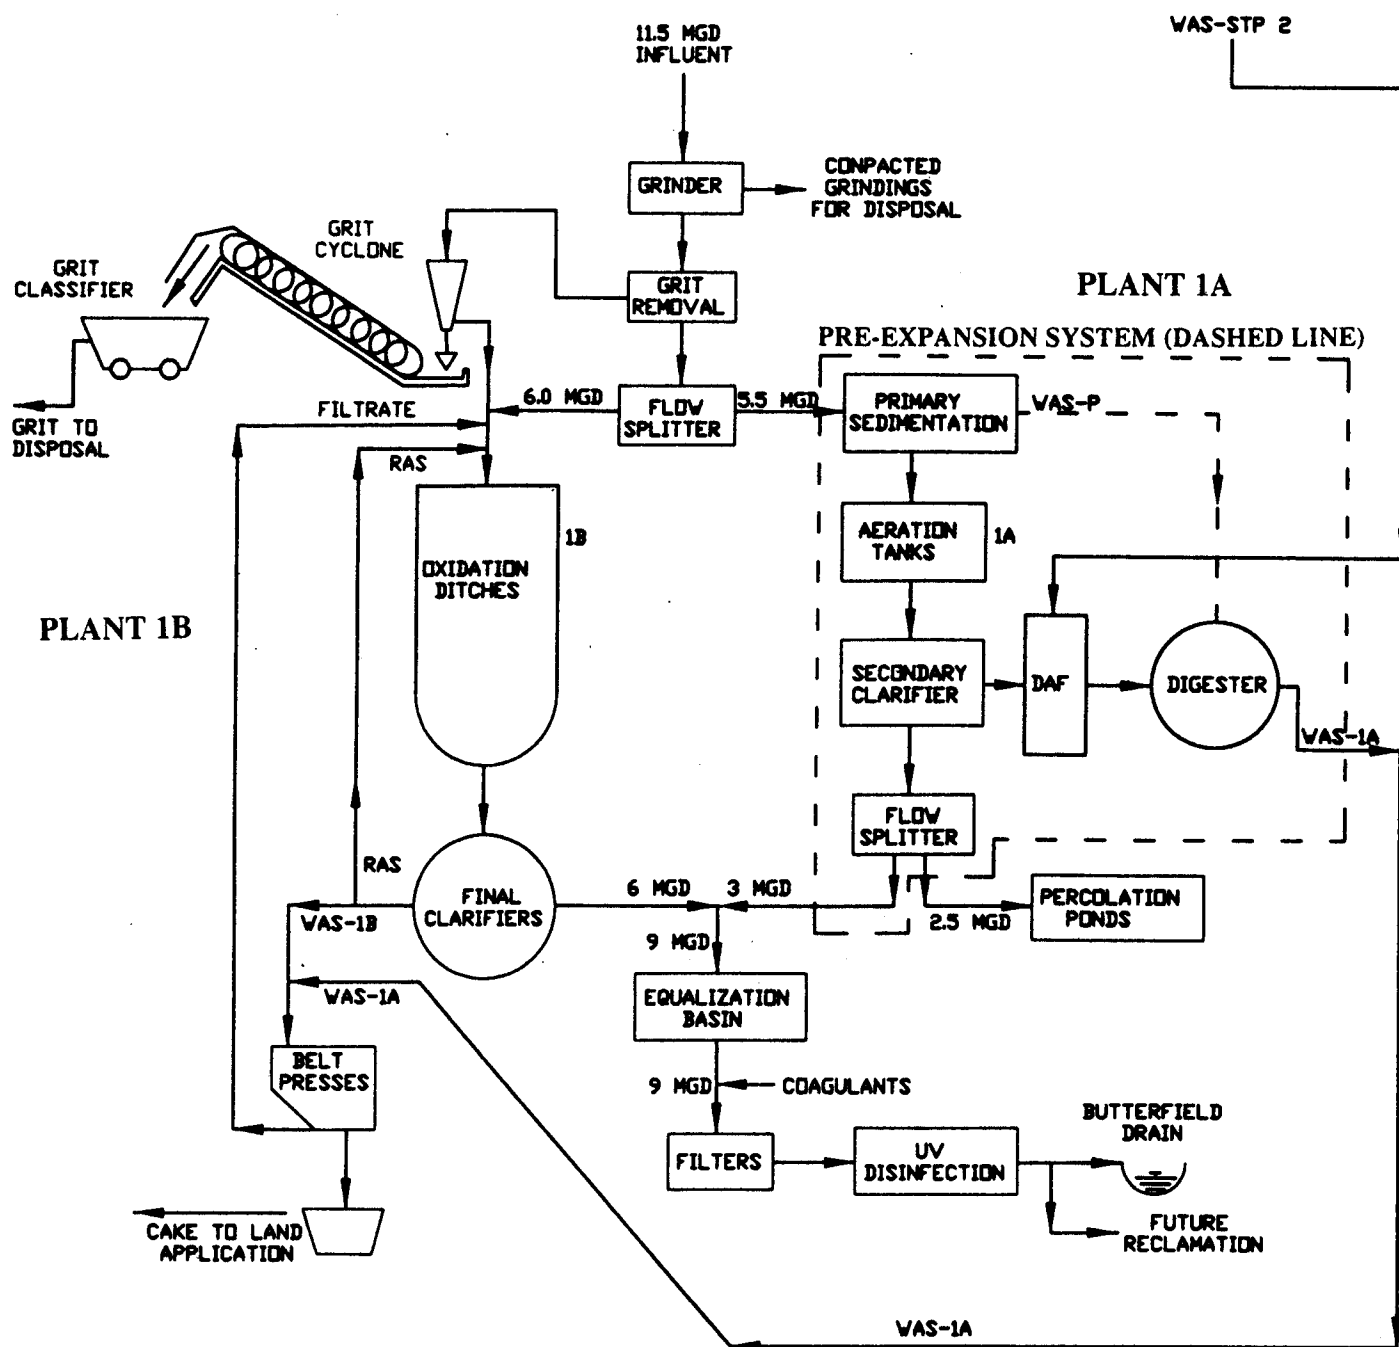 11.5 MGD
INFLUENT
WAS-STP 2
GRINDER
CONPACTED
GRINDINGS
FOR DISPOSAL
GRIT
CYCLONE
GRIT
CLASSIFIER
GRIT
REMOVAL
PLANT 1A
PRE-EXPANSION SYSTEM (DASHED LINE)
GRIT TO
DISPOSAL
FILTRATE
6.0 MGD
FLOW
SPLITTER
5.5 MGD
PRIMARY
SEDIMENTATION
WAS-P
RAS
1B
OXIDATION
DITCHES
AERATION
TANKS
1A
PLANT 1B
SECONDARY
CLARIFIER
DAF
DIGESTER
WAS-1A
FLOW
SPLITTER
RAS
FINAL
CLARIFIERS
WAS-1B
6 MGD
3 MGD
2.5 MGD
PERCOLATION
PONDS
9 MGD
WAS-1A
EQUALIZATION
BASIN
BELT
PRESSES
9 MGD
COAGULANTS
FILTERS
UV
DISINFECTION
BUTTERFIELD
DRAIN
FUTURE
RECLAMATION
CAKE TO LAND
APPLICATION
WAS-1A